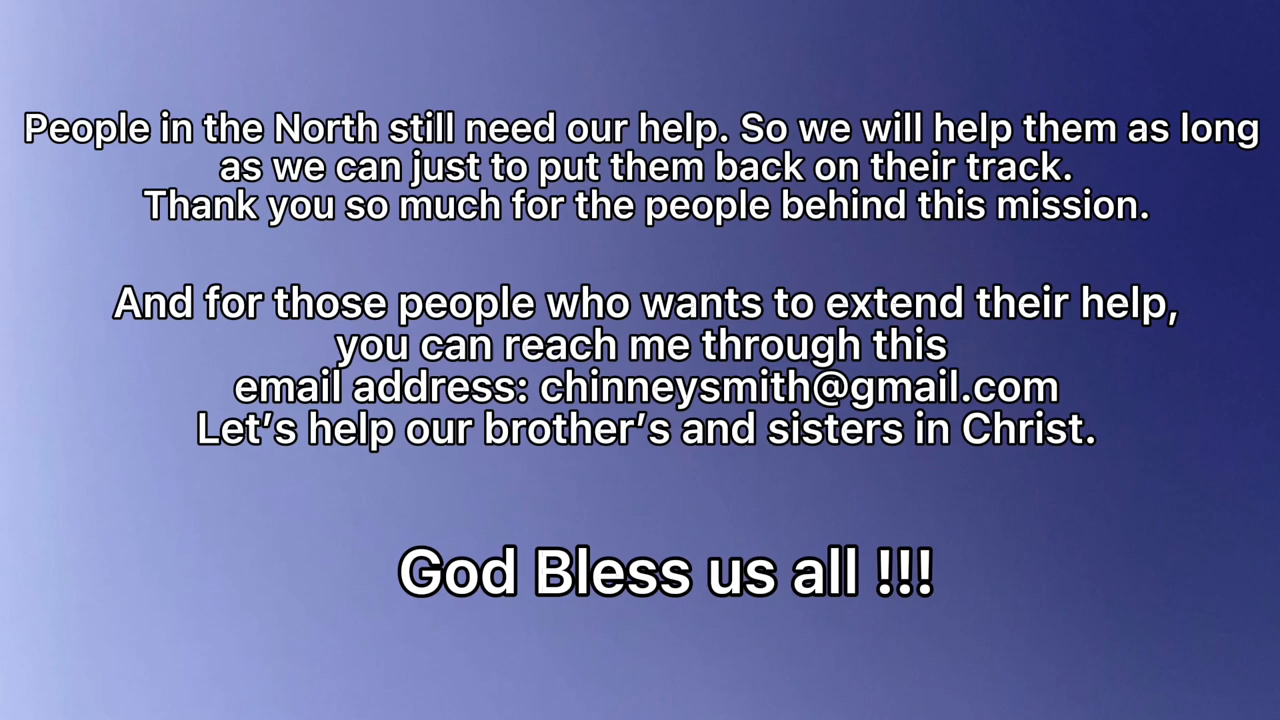 People in the North still need our help. So we will help them as long
as we can just to put them back on their track.
Thank you so much for the people behind this mission.
And for those people who wants to extend their help,
you can reach me through this
email address: chinneysmith@gmail.com
Let’s help our brother’s and sisters in Christ.
God Bless us all !!!